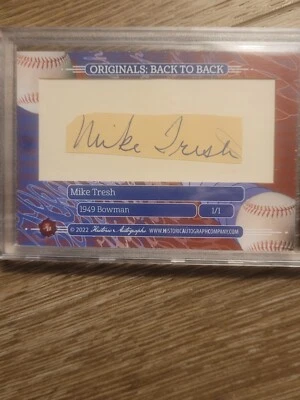 ORIGINALS: BACK TO BACK
Mike Tresh
Mike Tresh
1949 Bowman 1/1
© 2022 Historic Autographs WWW.HISTORICAUTOGRAPHCOMPANY.COM